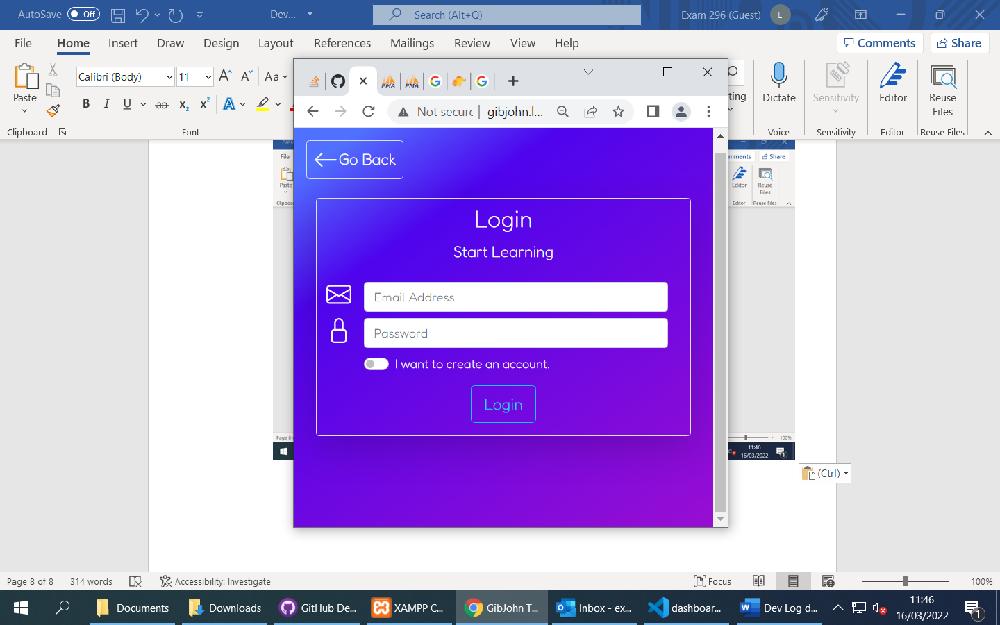 AutoSave Off Dev... Search (Alt+Q) Exam 296 (Guest) E
File Home Insert Draw Design Layout References Mailings Review View Help Comments Share
Calibri (Body) 11 A A Aa
Paste B I U ab x2 x2 A Dictate Sensitivity Editor Reuse Files
Clipboard Font Voice Sensitivity Editor Reuse Files
PMA PMA
Not secure | gibjohn.l...
Go Back
Login
Start Learning
Email Address
Password
I want to create an account.
Login
File
Paste
Share
Editor
Reuse Files
Editor Reuse Files
100%
11:46
16/03/2022
(Ctrl)
Page 8 of 8 314 words Accessibility: Investigate Focus 100%
Documents Downloads GitHub De... XAMPP C... GibJohn T... Inbox - ex... dashboar... Dev Log d... 11:46
16/03/2022 1